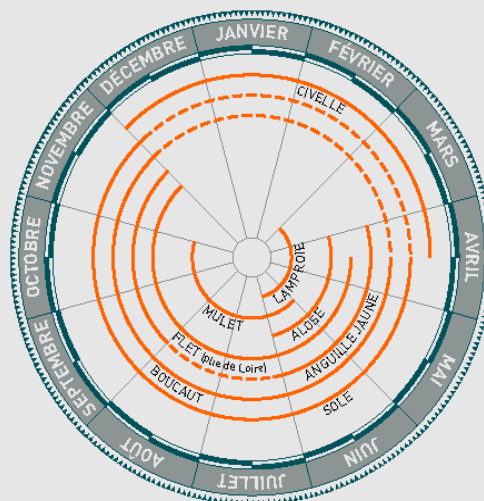 JANVIER
FÉVRIER
MARS
AVRIL
MAI
JUIN
JUILLET
AOÛT
SEPTEMBRE
OCTOBRE
NOVEMBRE
DÉCEMBRE
CIVELLE
LAMPROIE
MULET
ALOSE
FLET (plie de Loire)
ANGUILLE JAUNE
BOUCAUT
SOLE